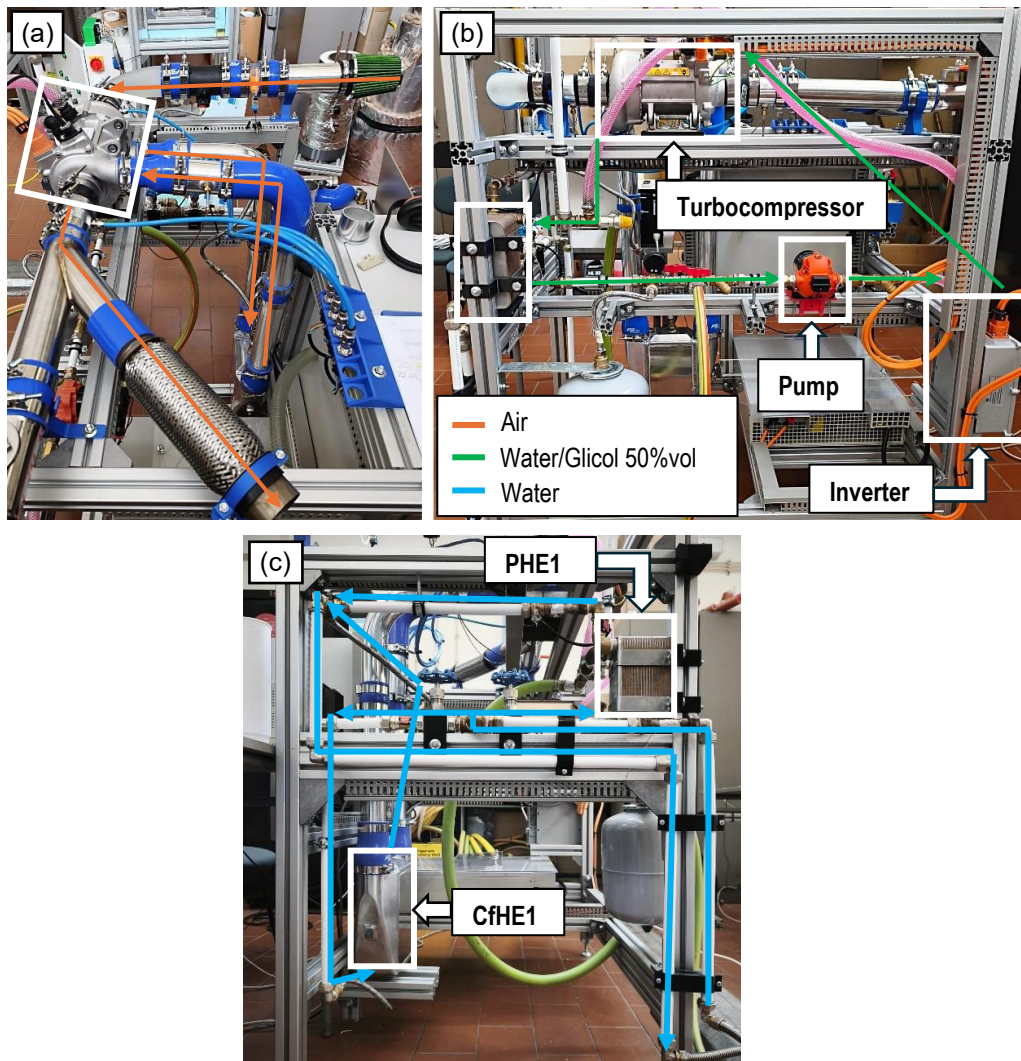 (a)
(b)
Turbocompressor
Pump
Air
Water/Glicol 50%vol
Water
Inverter
(c)
PHE1
CfHE1